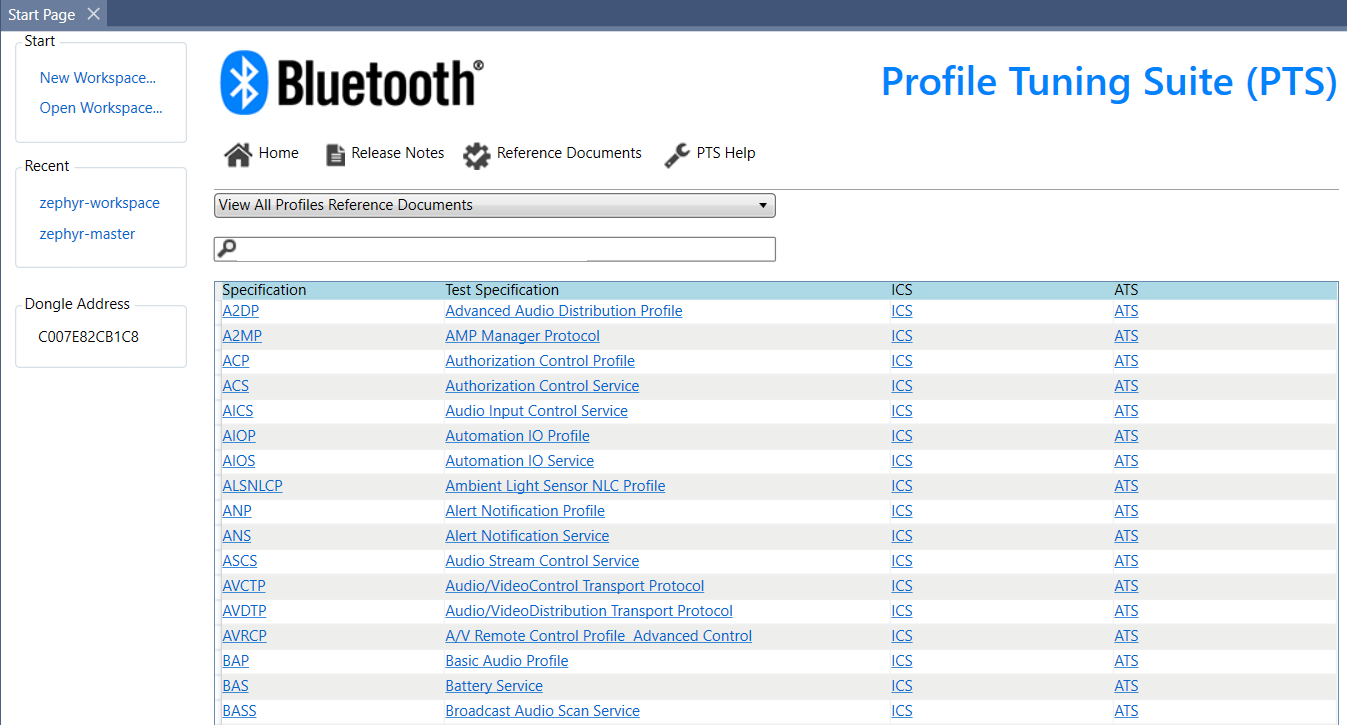 Start Page
Start
New Workspace...
Open Workspace...
Recent
zephyr-workspace
zephyr-master
Dongle Address
C007E82CB1C8
Bluetooth®
Profile Tuning Suite (PTS)
Home Release Notes Reference Documents PTS Help
View All Profiles Reference Documents
Specification Test Specification ICS ATS
A2DP Advanced Audio Distribution Profile ICS ATS
A2MP AMP Manager Protocol ICS ATS
ACP Authorization Control Profile ICS ATS
ACS Authorization Control Service ICS ATS
AICS Audio Input Control Service ICS ATS
AIOP Automation IO Profile ICS ATS
AIOS Automation IO Service ICS ATS
ALSNLCP Ambient Light Sensor NLC Profile ICS ATS
ANP Alert Notification Profile ICS ATS
ANS Alert Notification Service ICS ATS
ASCS Audio Stream Control Service ICS ATS
AVCTP Audio/VideoControl Transport Protocol ICS ATS
AVDTP Audio/VideoDistribution Transport Protocol ICS ATS
AVRCP A/V Remote Control Profile  Advanced Control ICS ATS
BAP Basic Audio Profile ICS ATS
BAS Battery Service ICS ATS
BASS Broadcast Audio Scan Service ICS ATS